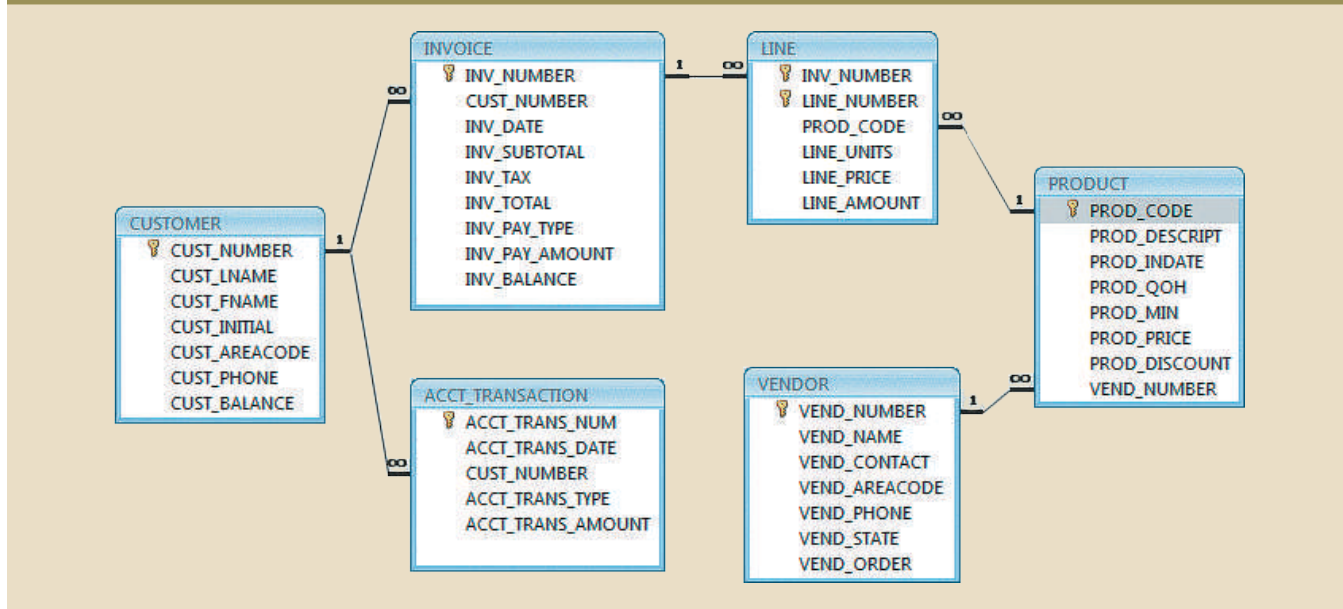 INVOICE
INV_NUMBER
CUST_NUMBER
INV_DATE
INV_SUBTOTAL
INV_TAX
INV_TOTAL
INV_PAY_TYPE
INV_PAY_AMOUNT
INV_BALANCE
1
∞
LINE
INV_NUMBER
LINE_NUMBER
PROD_CODE
LINE_UNITS
LINE_PRICE
LINE_AMOUNT
∞
1
PRODUCT
PROD_CODE
PROD_DESCRIPT
PROD_INDATE
PROD_QOH
PROD_MIN
PROD_PRICE
PROD_DISCOUNT
VEND_NUMBER
CUSTOMER
CUST_NUMBER
CUST_LNAME
CUST_FNAME
CUST_INITIAL
CUST_AREACODE
CUST_PHONE
CUST_BALANCE
1
∞
∞
ACCT_TRANSACTION
ACCT_TRANS_NUM
ACCT_TRANS_DATE
CUST_NUMBER
ACCT_TRANS_TYPE
ACCT_TRANS_AMOUNT
VENDOR
VEND_NUMBER
VEND_NAME
VEND_CONTACT
VEND_AREACODE
VEND_PHONE
VEND_STATE
VEND_ORDER
1
∞